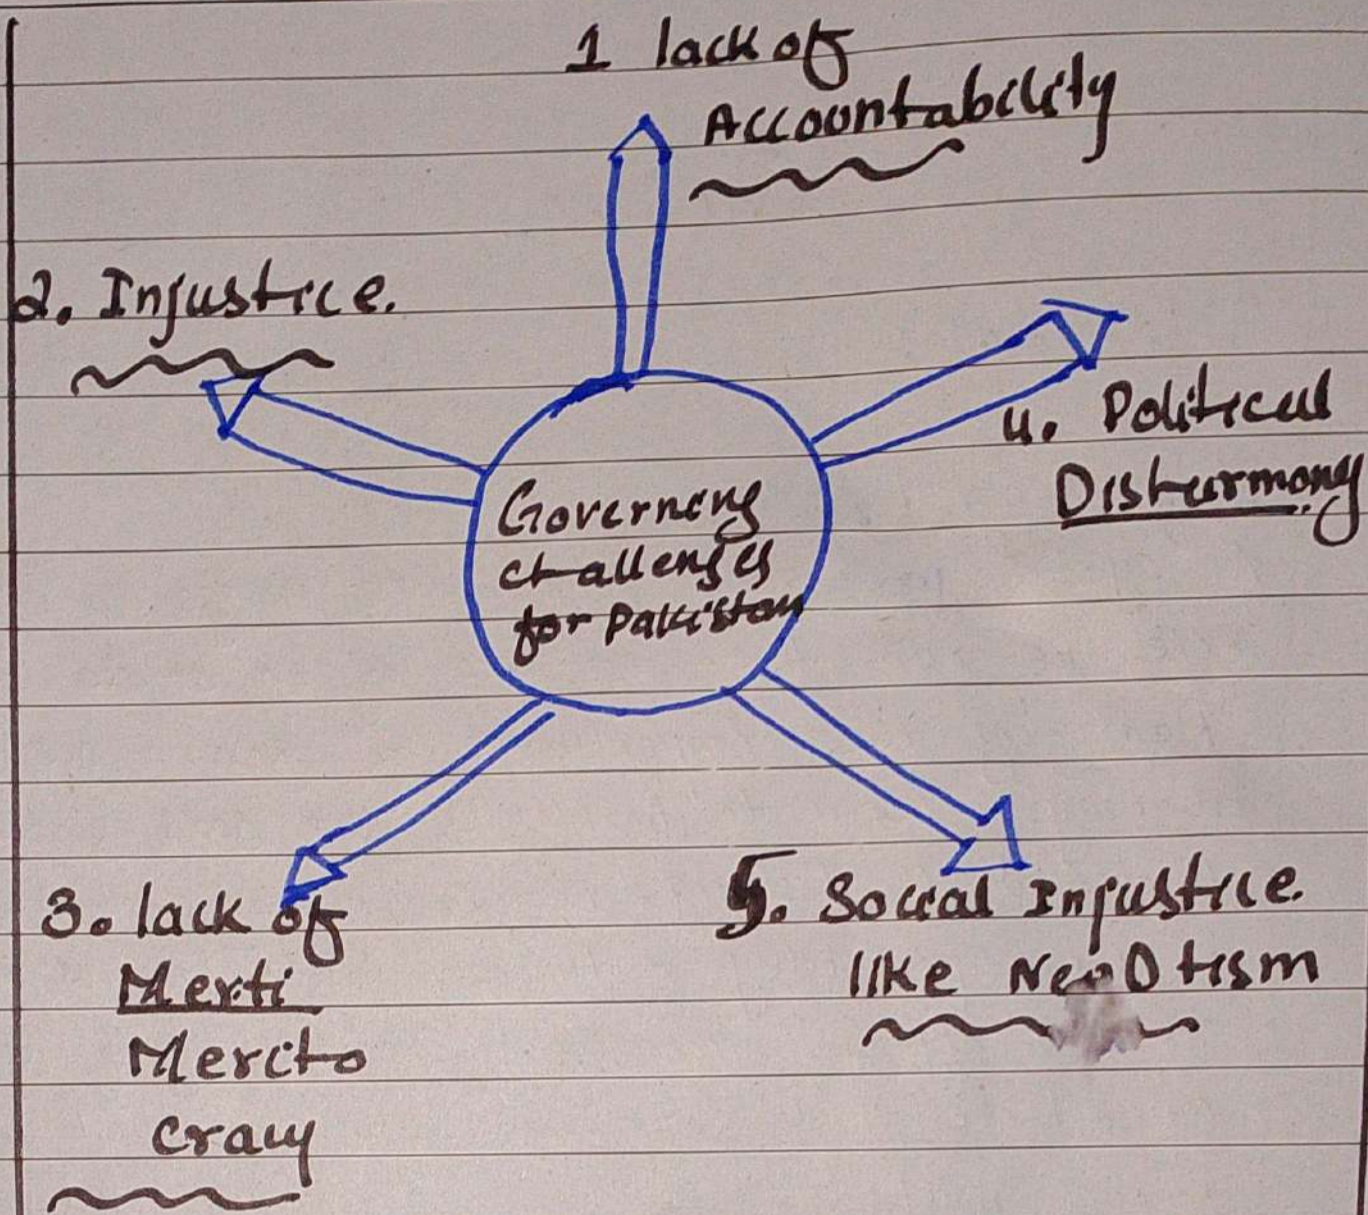 1 lack of
Accountability
2. Injustice.
4. Political
Disharmony
Governing
challenges
for Pakistan
3. lack of
Merti
Merito
cracy
5. Social Injustice.
like Nepotism